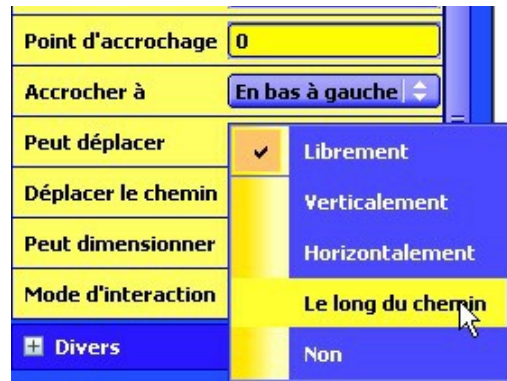 Point d'accrochage 0
Accrocher à En bas à gauche
Peut déplacer
Librement
Déplacer le chemin
Verticalement
Peut dimensionner
Horizontalement
Mode d'interaction
Le long du chemin
Divers
Non